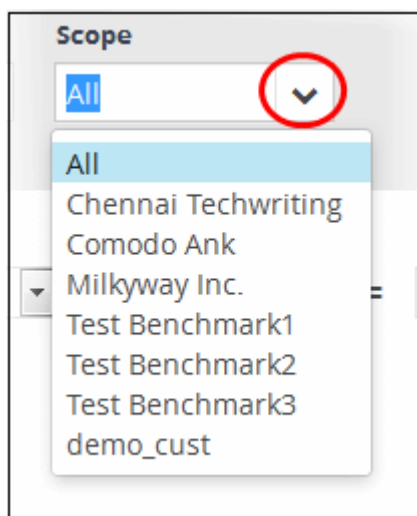 Scope
All
All
Chennai Techwriting
Comodo Ank
Milkyway Inc.
=
Test Benchmark1
Test Benchmark2
Test Benchmark3
demo_cust